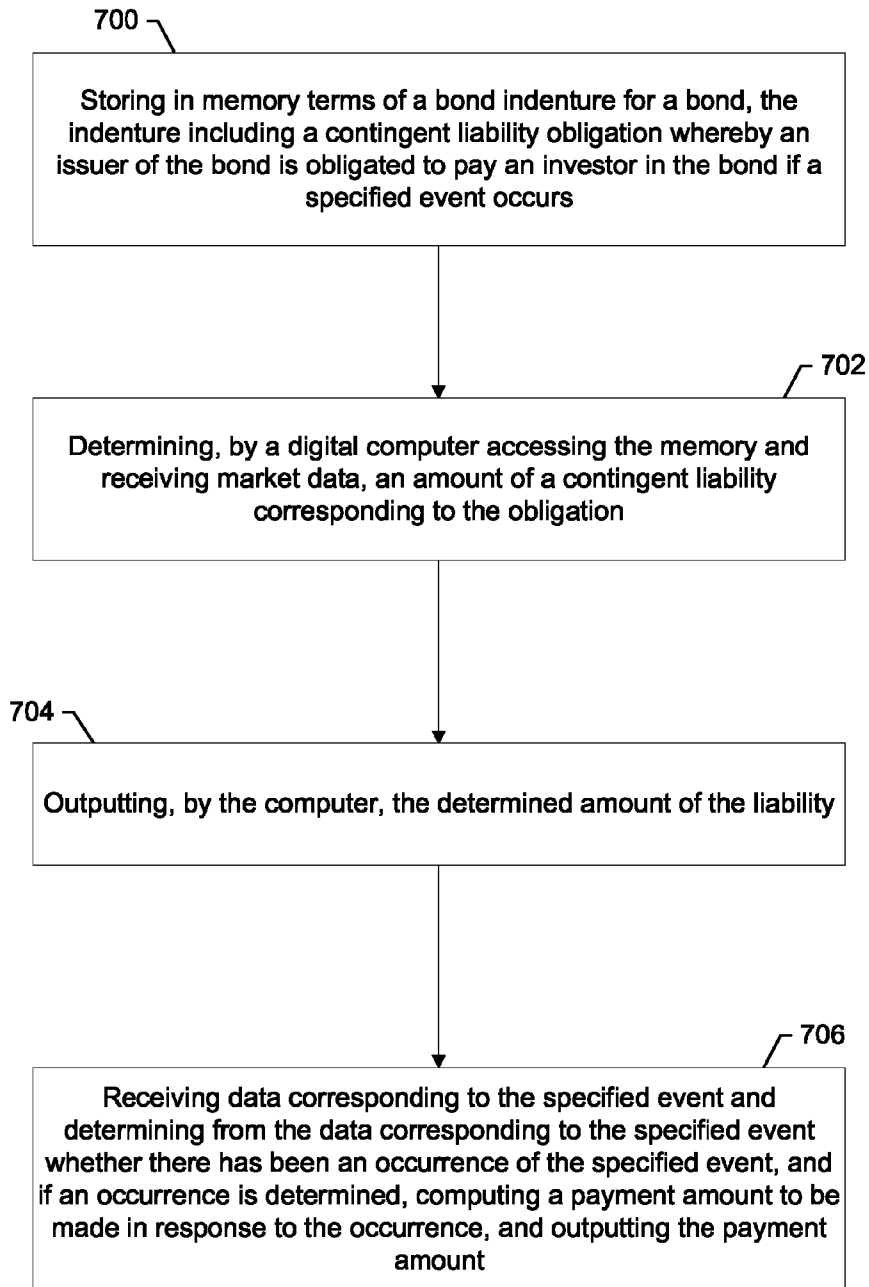 700
Storing in memory terms of a bond indenture for a bond, the
indenture including a contingent liability obligation whereby an
issuer of the bond is obligated to pay an investor in the bond if a
specified event occurs
702
Determining, by a digital computer accessing the memory and
receiving market data, an amount of a contingent liability
corresponding to the obligation
704
Outputting, by the computer, the determined amount of the liability
706
Receiving data corresponding to the specified event and
determining from the data corresponding to the specified event
whether there has been an occurrence of the specified event, and
if an occurrence is determined, computing a payment amount to be
made in response to the occurrence, and outputting the payment
amount